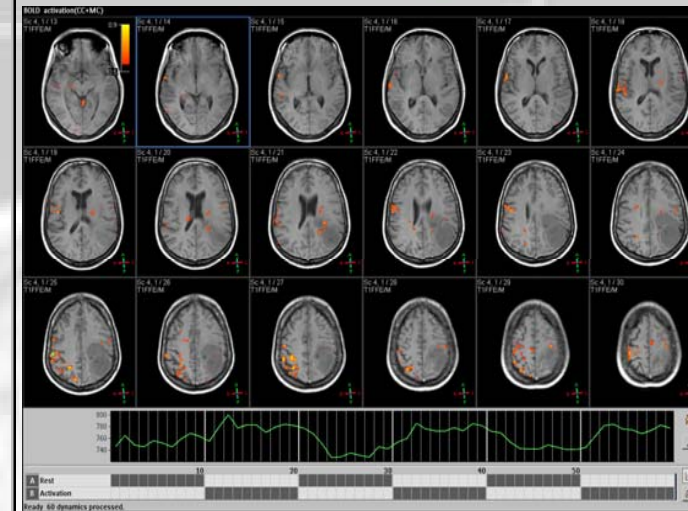 BOLD activation(CC+MC)
Sc 4, 1/13
T1FFE/M
Sc 4, 1/14
T1FFE/M
Sc 4, 1/15
T1FFE/M
Sc 4, 1/16
T1FFE/M
Sc 4, 1/17
T1FFE/M
Sc 4, 1/18
T1FFE/M
Sc 4, 1/19
T1FFE/M
Sc 4, 1/20
T1FFE/M
Sc 4, 1/21
T1FFE/M
Sc 4, 1/22
T1FFE/M
Sc 4, 1/23
T1FFE/M
Sc 4, 1/24
T1FFE/M
Sc 4, 1/25
T1FFE/M
Sc 4, 1/26
T1FFE/M
Sc 4, 1/27
T1FFE/M
Sc 4, 1/28
T1FFE/M
Sc 4, 1/29
T1FFE/M
Sc 4, 1/30
T1FFE/M
780
760
740
10 20 30 40 50
A Rest
B Activation
Ready 60 dynamics processed.